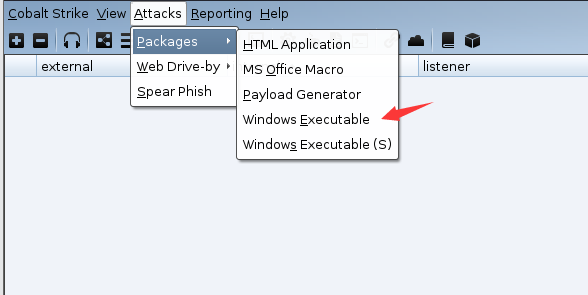 Cobalt Strike View Attacks Reporting Help
Packages
Web Drive-by
Spear Phish
HTML Application
MS Office Macro
Payload Generator
Windows Executable
Windows Executable (S)
external
listener